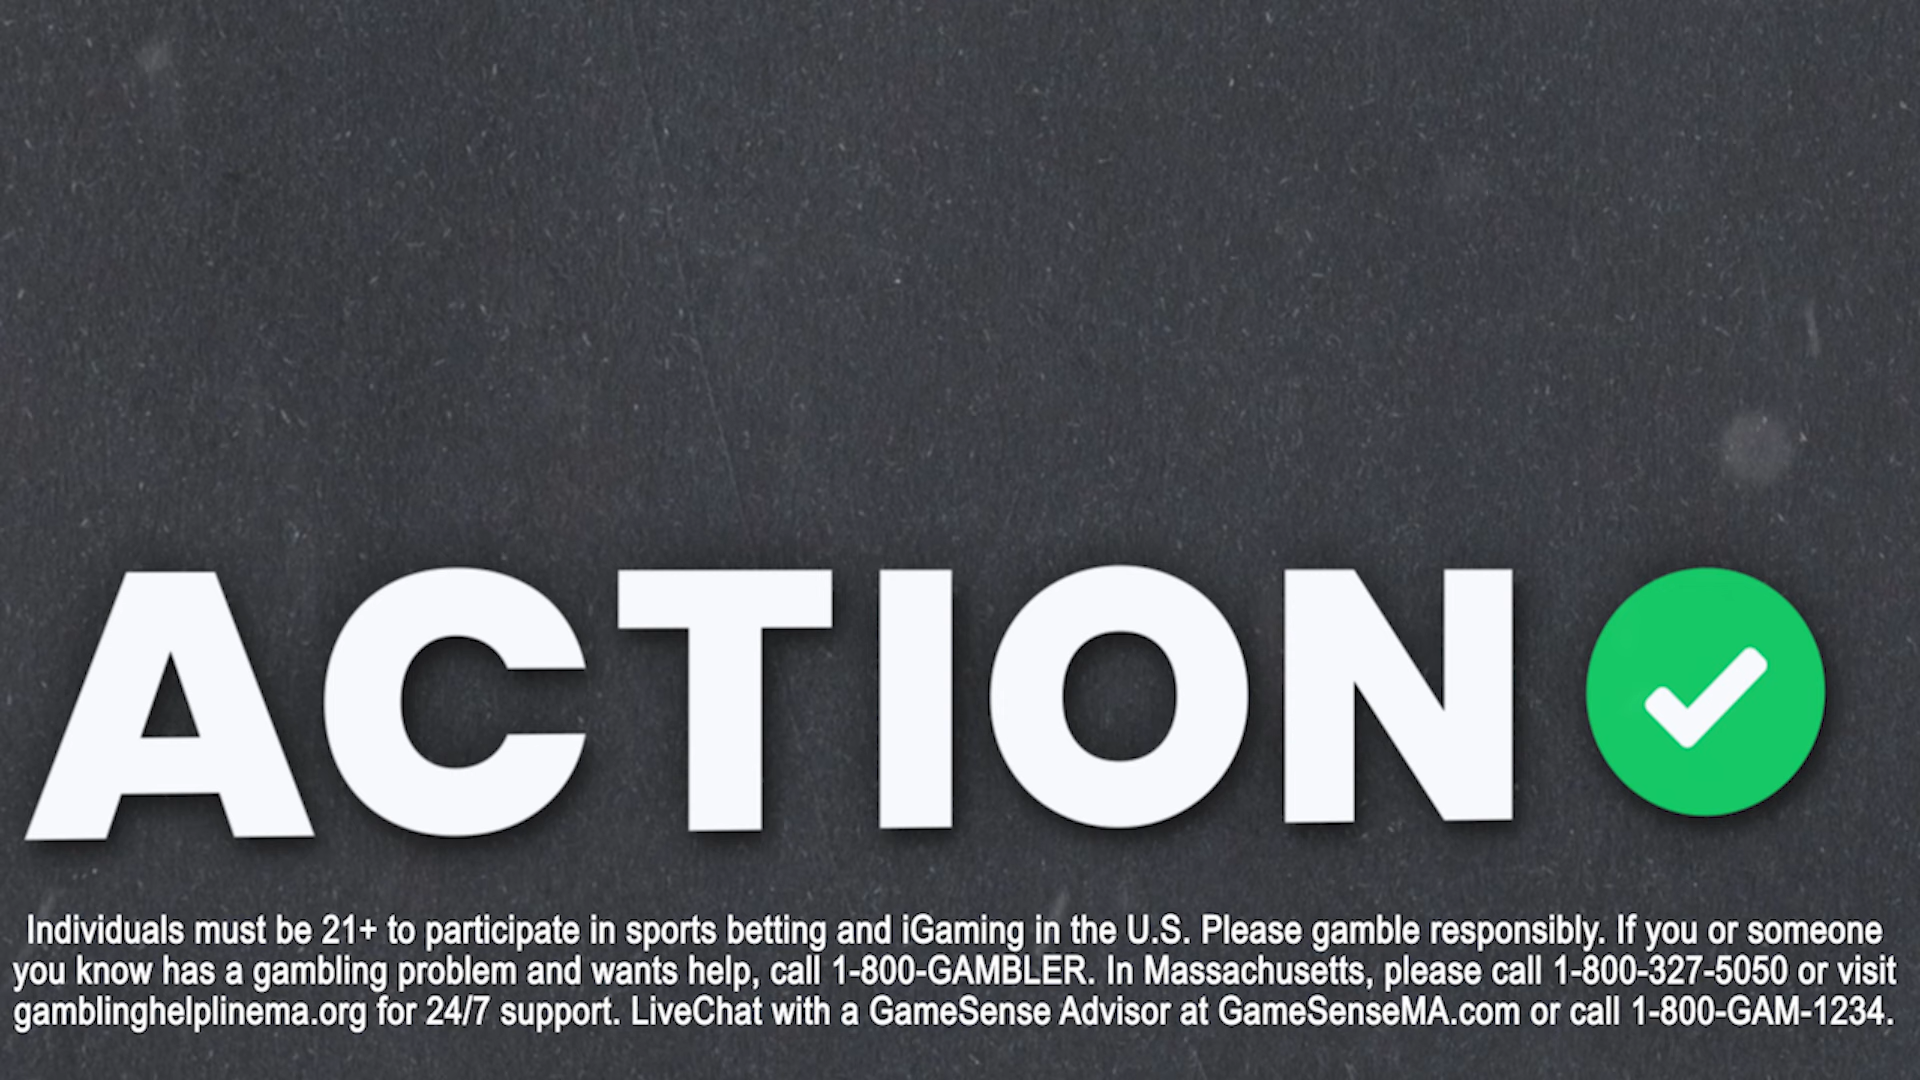 ACTION
Individuals must be 21+ to participate in sports betting and iGaming in the U.S. Please gamble responsibly. If you or someone
you know has a gambling problem and wants help, call 1-800-GAMBLER. In Massachusetts, please call 1-800-327-5050 or visit
gamblinghelplinema.org for 24/7 support. LiveChat with a GameSense Advisor at GameSenseMA.com or call 1-800-GAM-1234.